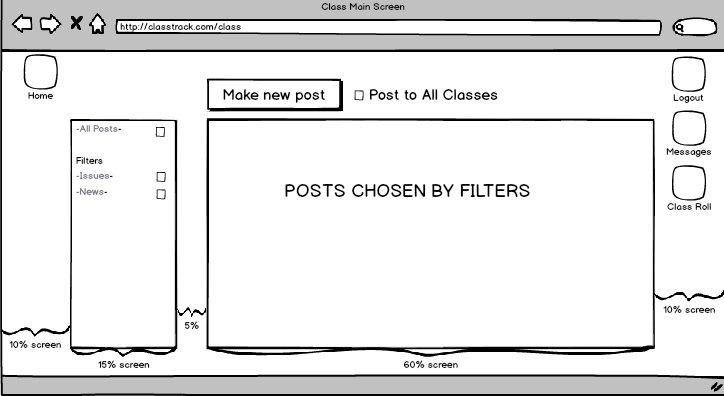 Class Main Screen
http://classtrack.com/class
Home
Make new post
Post to All Classes
Logout
Messages
Class Roll
-All Posts-
Filters
-Issues-
-News-
POSTS CHOSEN BY FILTERS
10% screen
15% screen
5%
60% screen
10% screen